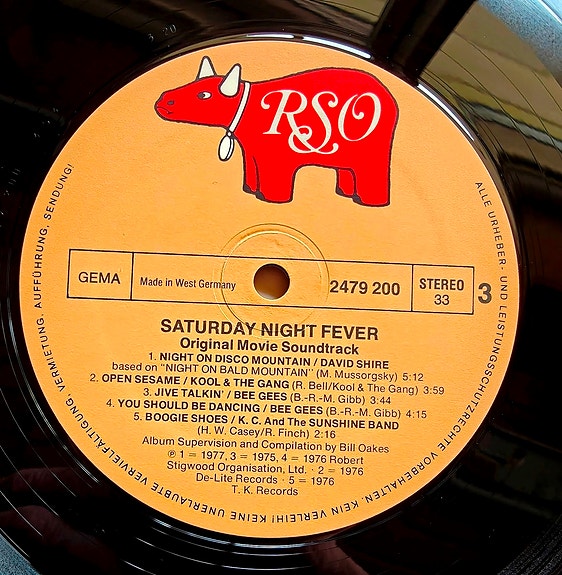 RSO
GEMA
Made in West Germany
2479 200
STEREO
33
3
SATURDAY NIGHT FEVER
Original Movie Soundtrack
1. NIGHT ON DISCO MOUNTAIN / DAVID SHIRE
based on "NIGHT ON BALD MOUNTAIN" (M. Mussorgsky) 5:12
2. OPEN SESAME / KOOL & THE GANG (R. Bell/Kool & The Gang) 3:59
3. JIVE TALKIN' / BEE GEES (B.-R.-M. Gibb) 3:44
4. YOU SHOULD BE DANCING / BEE GEES (B.-R.-M. Gibb) 4:15
5. BOOGIE SHOES / K. C. And The SUNSHINE BAND
(H. W. Casey/R. Finch) 2:16
Album Supervision and Compilation by Bill Oakes
℗ 1 = 1977, 3 = 1975, 4 = 1976 Robert
Stigwood Organisation, Ltd. · 2 = 1976
De-Lite Records · 5 = 1976
T. K. Records
ALLE URHEBER- UND LEISTUNGSSCHUTZRECHTE VORBEHALTEN. KEIN VERLEIH! KEINE UNERLAUBTE VERVIELFÄLTIGUNG, VERMIETUNG, AUFFÜHRUNG, SENDUNG!